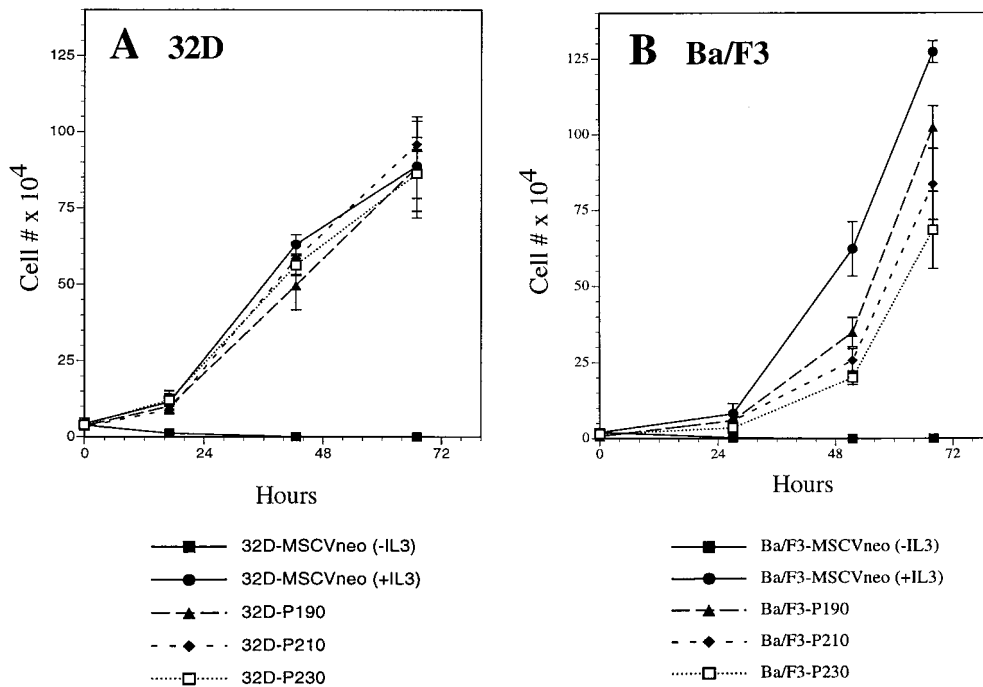 A 32D
125
100
75
50
25
0
Cell # x 10^4
0 24 48 72
Hours
32D-MSCVneo (-IL3)
32D-MSCVneo (+IL3)
32D-P190
32D-P210
32D-P230
B Ba/F3
125
100
75
50
25
0
Cell # x 10^4
0 24 48 72
Hours
Ba/F3-MSCVneo (-IL3)
Ba/F3-MSCVneo (+IL3)
Ba/F3-P190
Ba/F3-P210
Ba/F3-P230